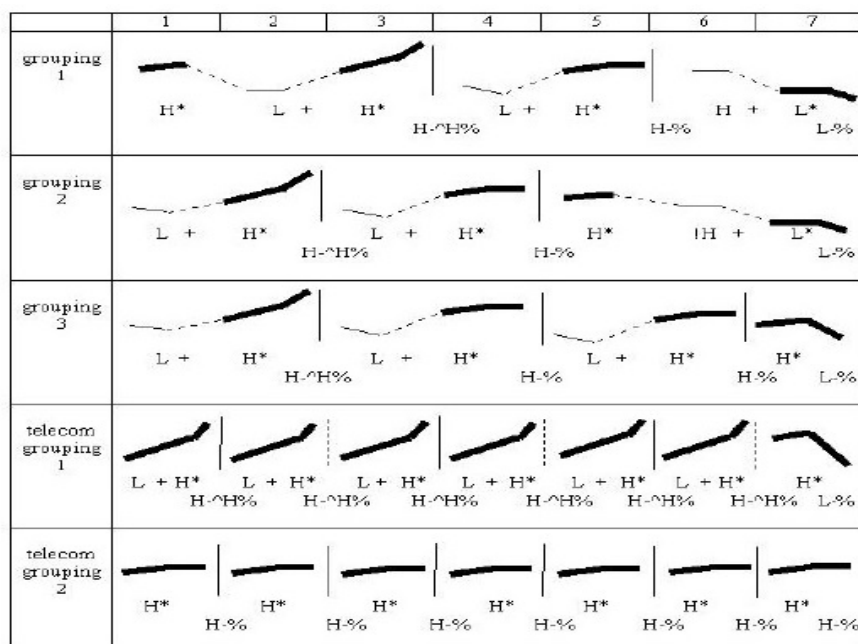 1 2 3 4 5 6 7
grouping
1
H* L + H* L + H* H + L*
H-^H% H-% L-%
grouping
2
L + H* L + H* H* !H + L*
H-^H% H-% L-%
grouping
3
L + H* L + H* L + H* H*
H-^H% H-% H-% L-%
telecom
grouping
1
L + H* L + H* L + H* L + H* L + H* L + H* H*
H-^H% H-^H% H-^H% H-^H% H-^H% H-^H% L-%
telecom
grouping
2
H* H* H* H* H* H* H*
H-% H-% H-% H-% H-% H-% H-%